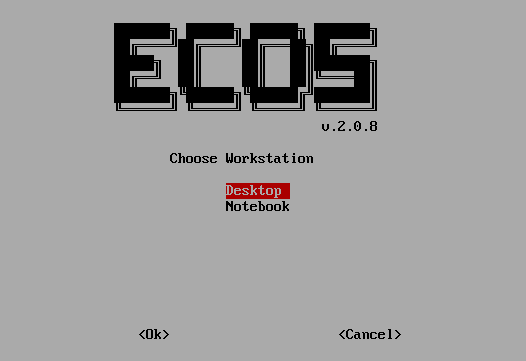 ECOS
v.2.0.8
Choose Workstation
Desktop
Notebook
<Ok> <Cancel>